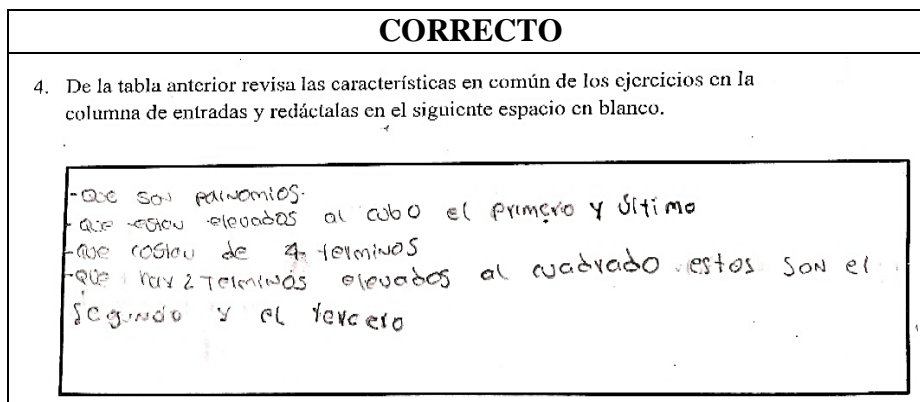 CORRECTO
4. De la tabla anterior revisa las características en común de los ejercicios en la
columna de entradas y redáctalas en el siguiente espacio en blanco.
-Que son polinomios.
-que estan elevados al cubo el primero y último
-que costan de 4 terminos
-que hay 2 terminos elevados al cuadrado estos son el
segundo y el tercero